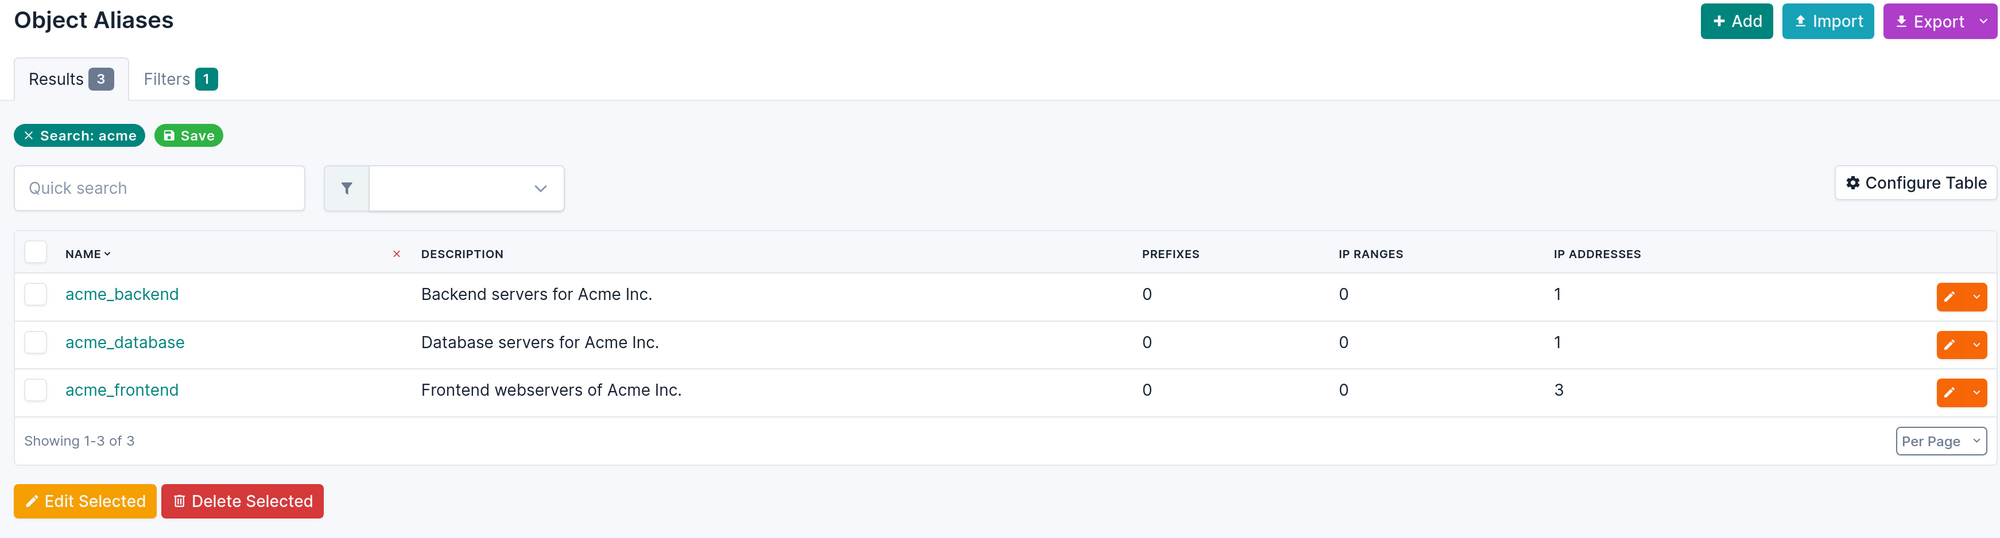 Object Aliases
Add Import Export
Results 3 Filters 1
Search: acme Save
Quick search
Configure Table
NAME DESCRIPTION PREFIXES IP RANGES IP ADDRESSES
acme_backend Backend servers for Acme Inc. 0 0 1
acme_database Database servers for Acme Inc. 0 0 1
acme_frontend Frontend webservers of Acme Inc. 0 0 3
Showing 1-3 of 3 Per Page
Edit Selected Delete Selected